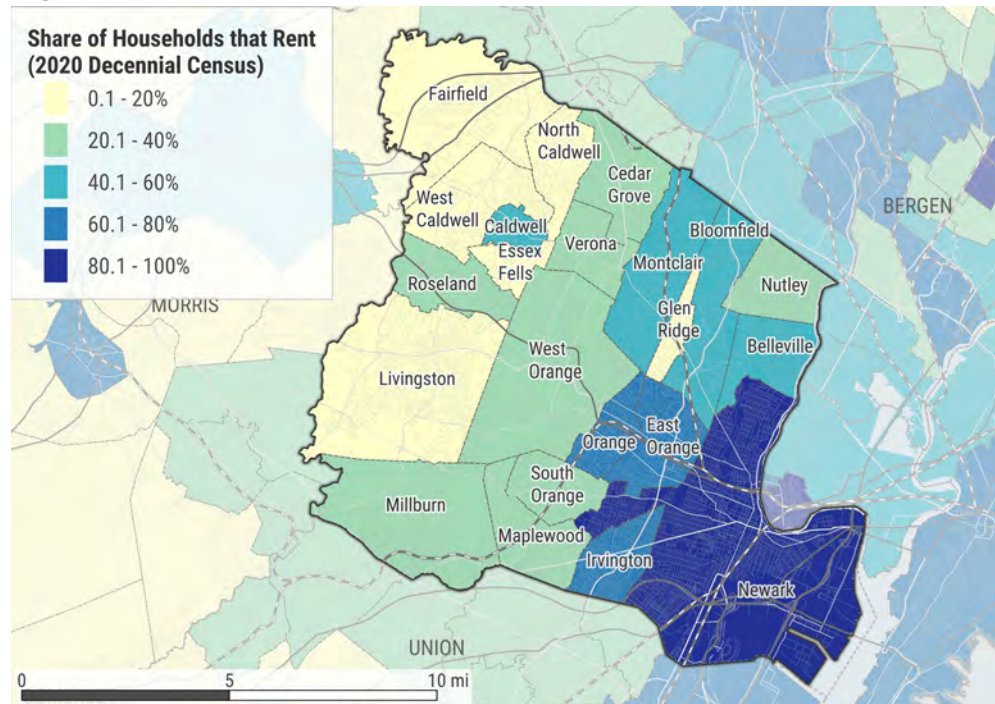 Share of Households that Rent
(2020 Decennial Census)
0.1 - 20%
20.1 - 40%
40.1 - 60%
60.1 - 80%
80.1 - 100%
Fairfield
North
Caldwell
Cedar
Grove
West
Caldwell
Caldwell
Essex
Fells
Verona
Bloomfield
BERGEN
Montclair
Roseland
Nutley
MORRIS
Glen
Ridge
Belleville
West
Orange
Livingston
East
Orange
Orange
South
Orange
Millburn
Maplewood
Irvington
Newark
UNION
0 5 10 mi